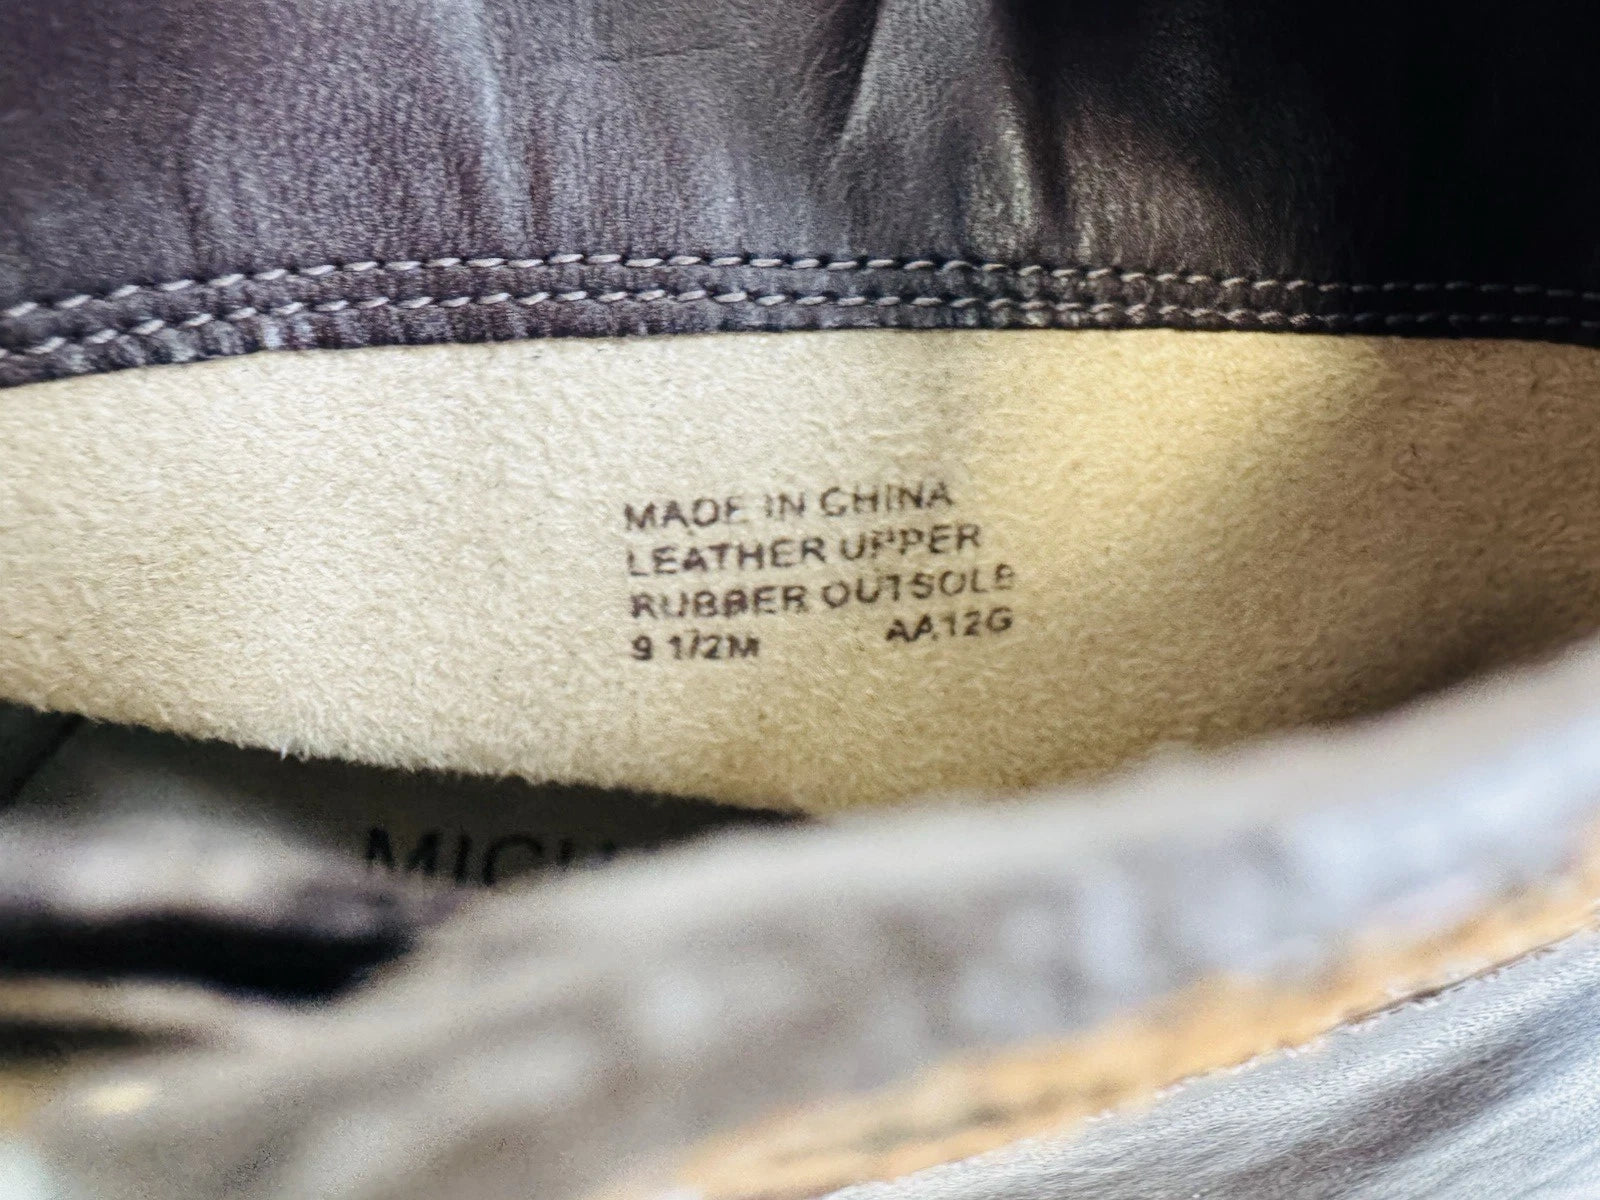 MADE IN CHINA
LEATHER UPPER
RUBBER OUTSOLE
9 1/2M AA12G